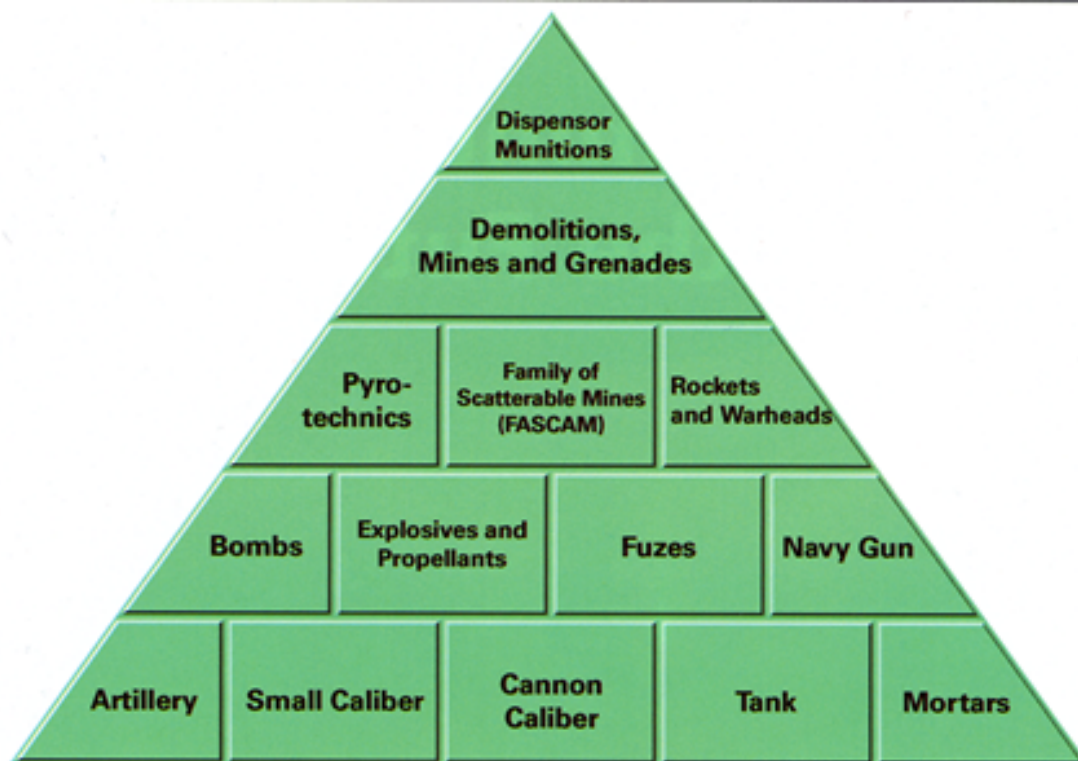 Dispensor
Munitions
Demolitions,
Mines and Grenades
Pyro-
technics
Family of
Scatterable Mines
(FASCAM)
Rockets
and Warheads
Bombs
Explosives and
Propellants
Fuzes
Navy Gun
Artillery
Small Caliber
Cannon
Caliber
Tank
Mortars